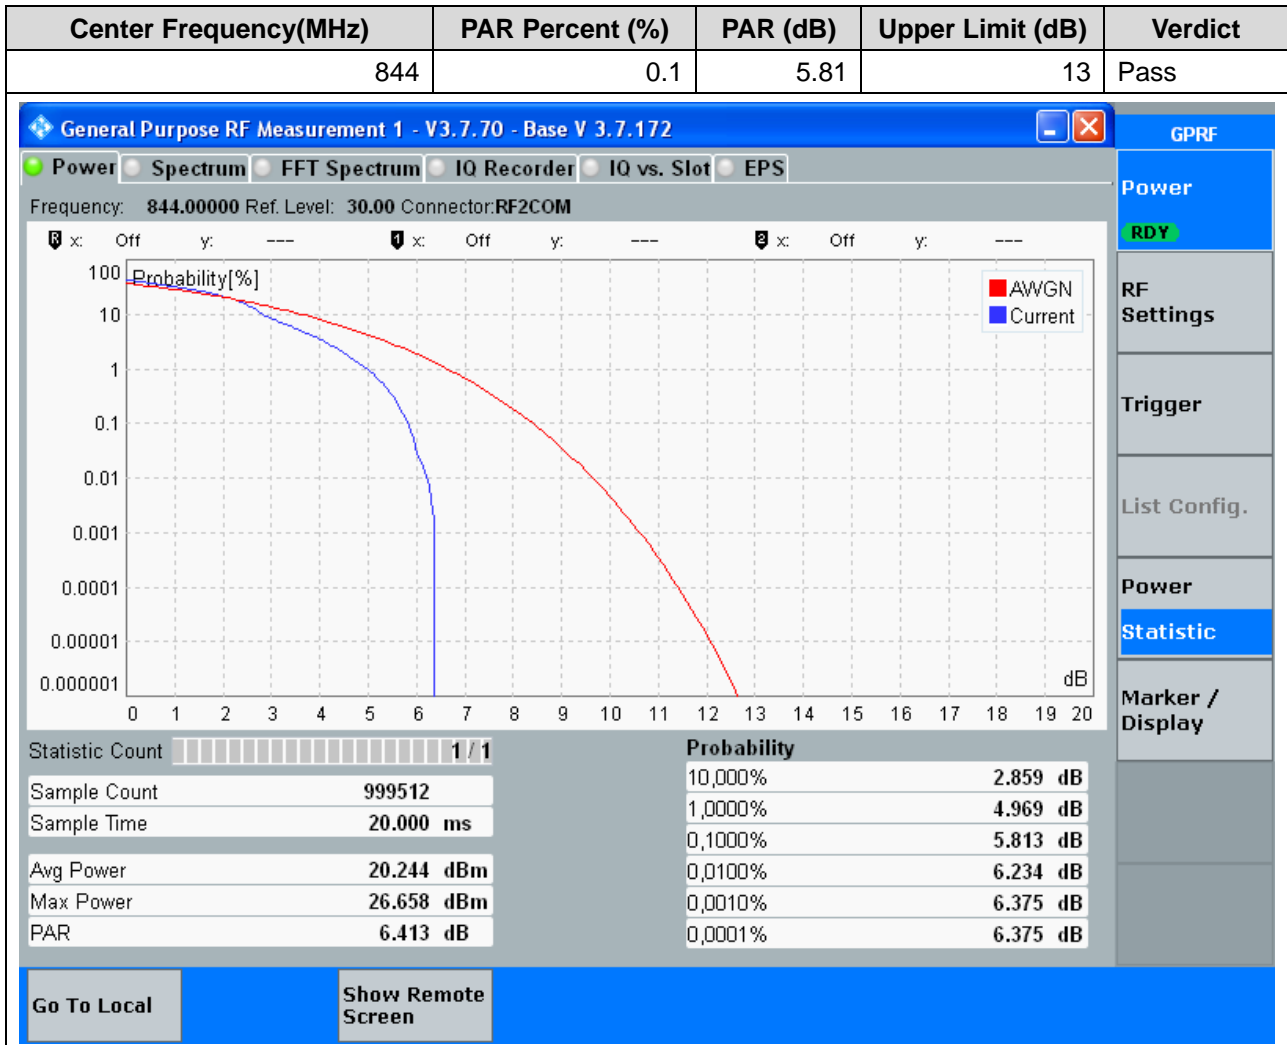 Center Frequency(MHz) PAR Percent (%) PAR (dB) Upper Limit (dB) Verdict
844 0.1 5.81 13 Pass
General Purpose RF Measurement 1 - V3.7.70 - Base V 3.7.172
Power Spectrum FFT Spectrum IQ Recorder IQ vs. Slot EPS
Frequency: 844.00000 Ref. Level: 30.00 Connector:RF2COM
R x: Off y: --- 1 x: Off y: --- 2 x: Off y: ---
Probability[%]
AWGN
Current
100
10
1
0.1
0.01
0.001
0.0001
0.00001
0.000001
dB
0 1 2 3 4 5 6 7 8 9 10 11 12 13 14 15 16 17 18 19 20
Statistic Count 1 / 1
Sample Count 999512
Sample Time 20.000 ms
Avg Power 20.244 dBm
Max Power 26.658 dBm
PAR 6.413 dB
Probability
10,000% 2.859 dB
1,0000% 4.969 dB
0,1000% 5.813 dB
0,0100% 6.234 dB
0,0010% 6.375 dB
0,0001% 6.375 dB
GPRF
Power
RDY
RF
Settings
Trigger
List Config.
Power
Statistic
Marker /
Display
Go To Local
Show Remote
Screen